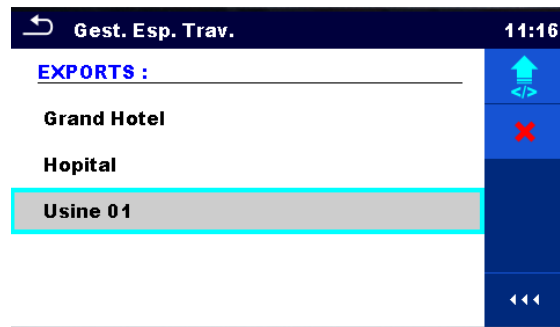 Gest. Esp. Trav. 11:16
EXPORTS :
</>
Grand Hotel
Hopital
Usine 01